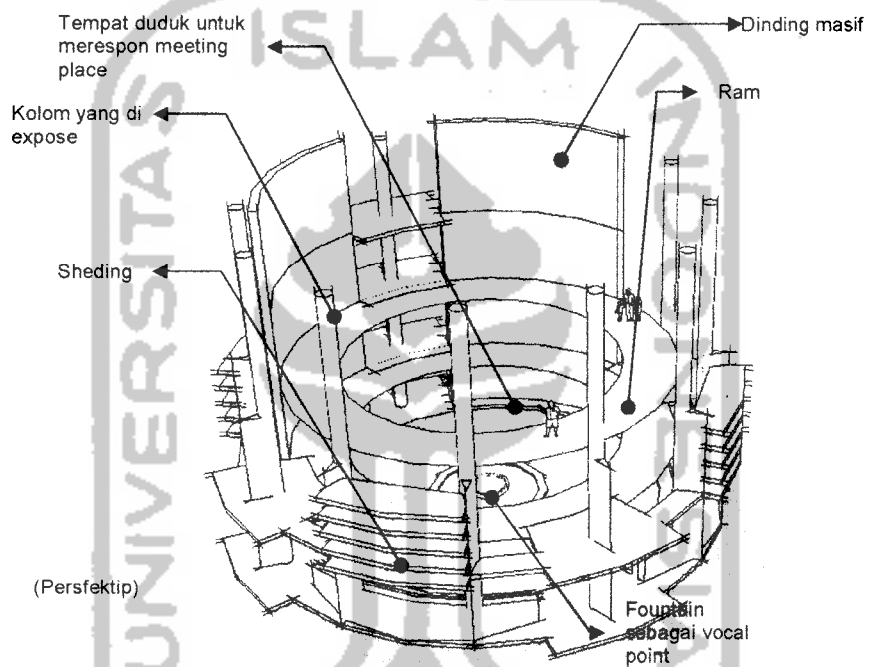 Tempat duduk untuk
merespon meeting
place
Dinding masif
Ram
Kolom yang di
expose
Sheding
(Persfektip)
Fountain
sebagai vocal
point
ISLAM
UNIVERSITAS
INDONESIA